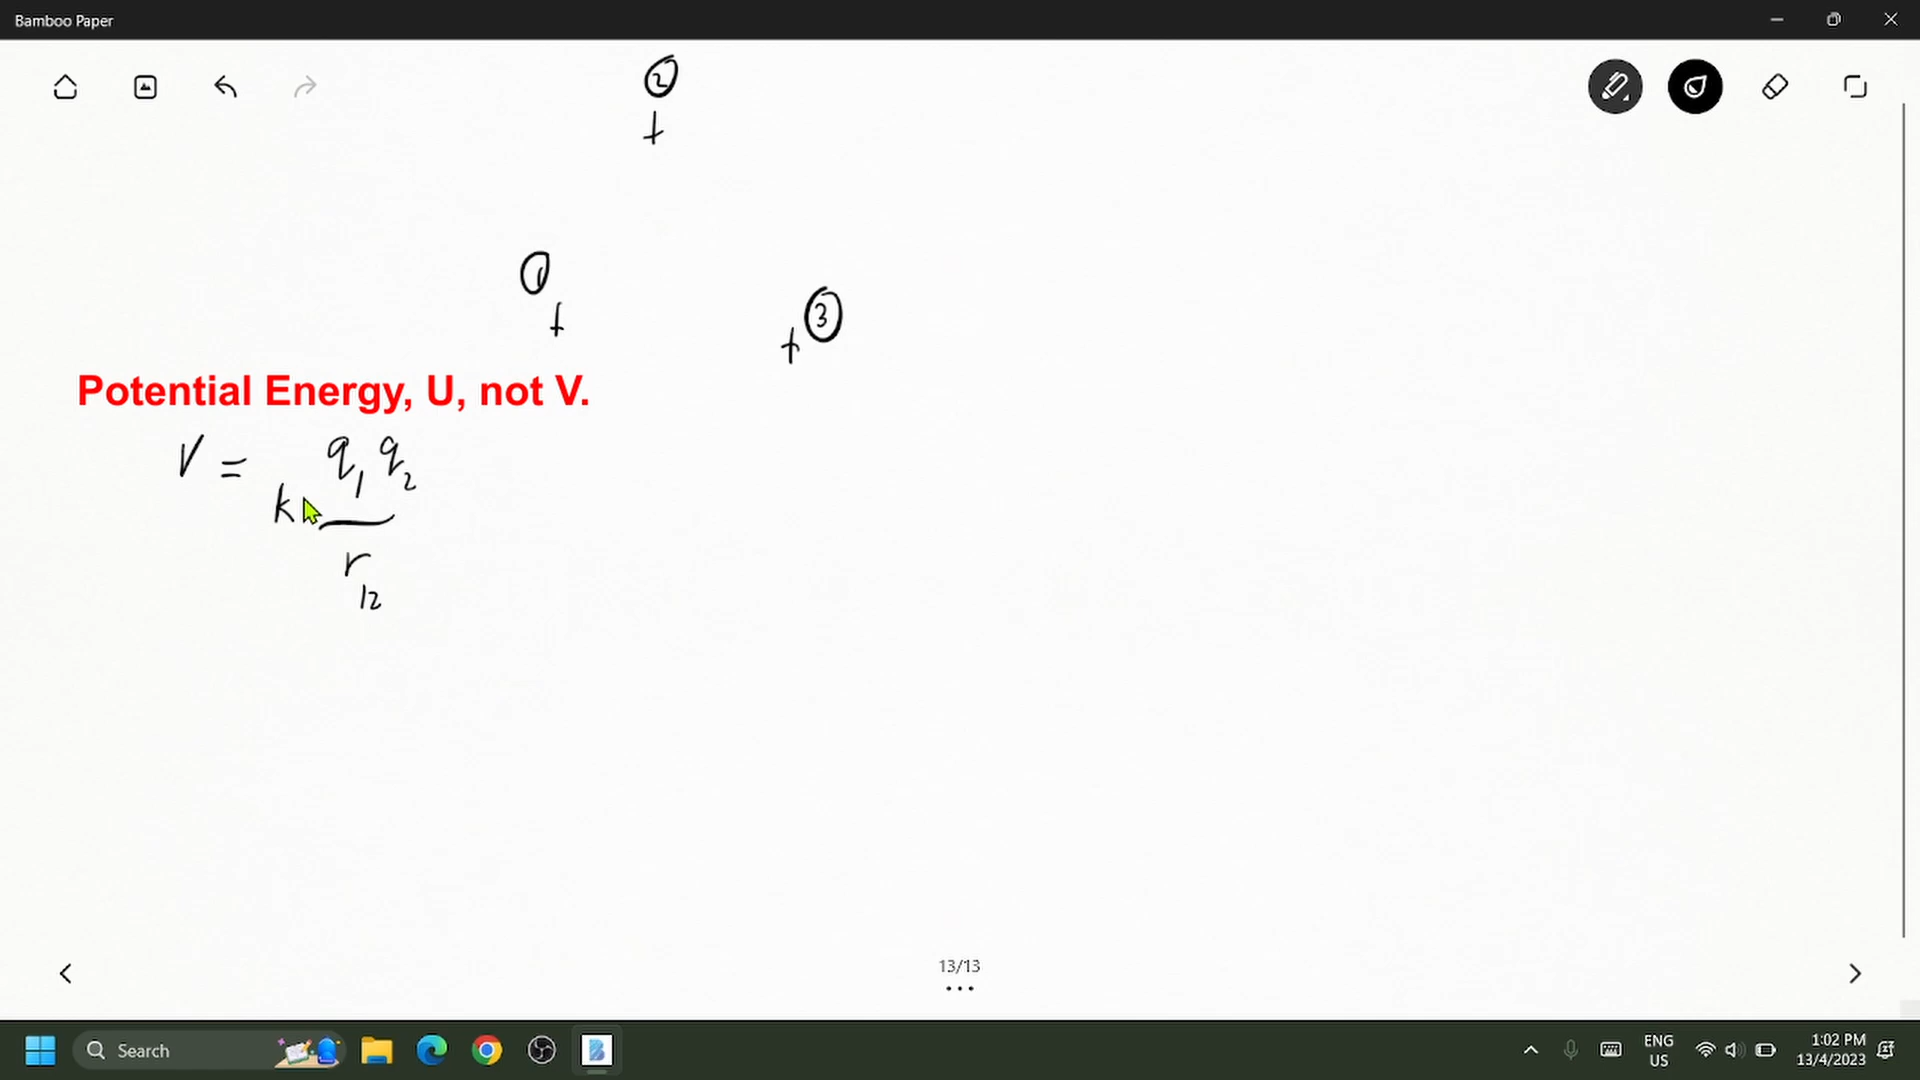 Bamboo Paper
②
+
①
+
③
+
Potential Energy, U, not V.
V = k q₁ q₂
r₁₂
13/13
Search
ENG
US
1:02 PM
13/4/2023